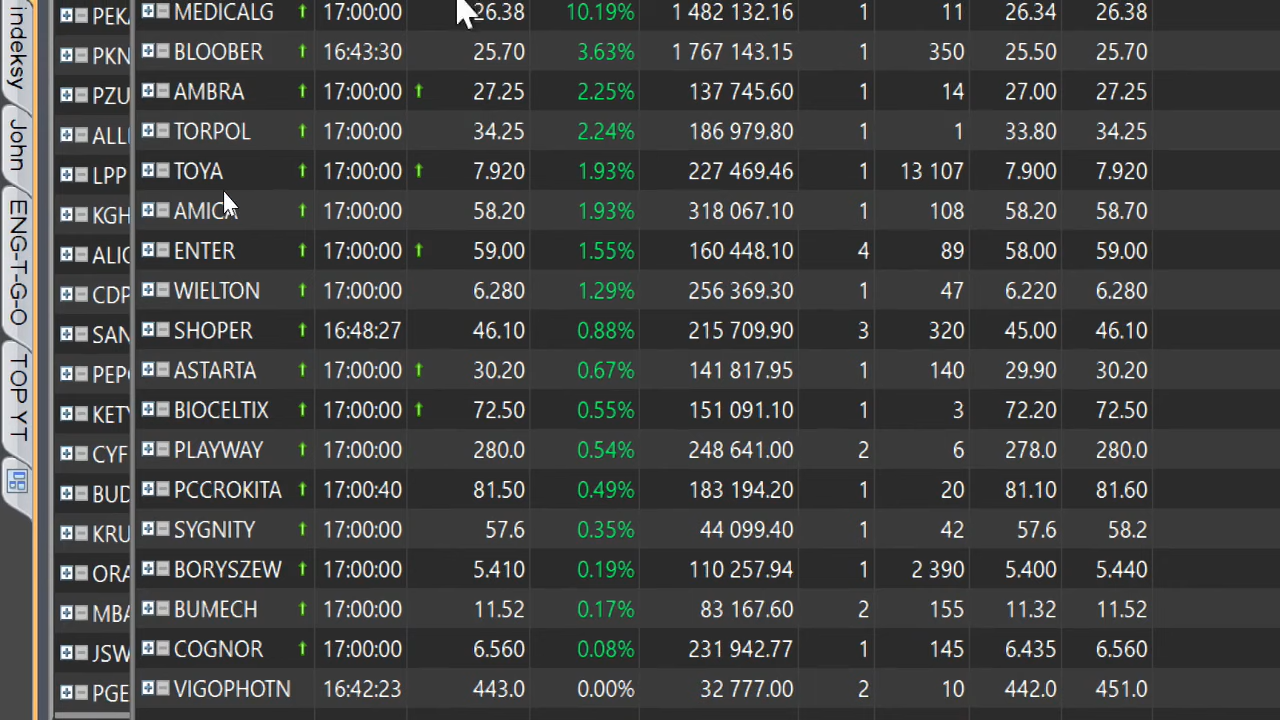 indeksy
John
ENG-T-G-O
TOP YT
PEKA
PKN
PZU
ALL
LPP
KGH
ALIO
CDP
SAN
PEP
KET
CYF
BUD
KRU
ORA
MBA
JSW
PGE
MEDICALG 17:00:00 26.38 10.19% 1 482 132.16 1 11 26.34 26.38
BLOOBER 16:43:30 25.70 3.63% 1 767 143.15 1 350 25.50 25.70
AMBRA 17:00:00 27.25 2.25% 137 745.60 1 14 27.00 27.25
TORPOL 17:00:00 34.25 2.24% 186 979.80 1 1 33.80 34.25
TOYA 17:00:00 7.920 1.93% 227 469.46 1 13 107 7.900 7.920
AMICA 17:00:00 58.20 1.93% 318 067.10 1 108 58.20 58.70
ENTER 17:00:00 59.00 1.55% 160 448.10 4 89 58.00 59.00
WIELTON 17:00:00 6.280 1.29% 256 369.30 1 47 6.220 6.280
SHOPER 16:48:27 46.10 0.88% 215 709.90 3 320 45.00 46.10
ASTARTA 17:00:00 30.20 0.67% 141 817.95 1 140 29.90 30.20
BIOCELTIX 17:00:00 72.50 0.55% 151 091.10 1 3 72.20 72.50
PLAYWAY 17:00:00 280.0 0.54% 248 641.00 2 6 278.0 280.0
PCCROKITA 17:00:40 81.50 0.49% 183 194.20 1 20 81.10 81.60
SYGNITY 17:00:00 57.6 0.35% 44 099.40 1 42 57.6 58.2
BORYSZEW 17:00:00 5.410 0.19% 110 257.94 1 2 390 5.400 5.440
BUMECH 17:00:00 11.52 0.17% 83 167.60 2 155 11.32 11.52
COGNOR 17:00:00 6.560 0.08% 231 942.77 1 145 6.435 6.560
VIGOPHOTN 16:42:23 443.0 0.00% 32 777.00 2 10 442.0 451.0